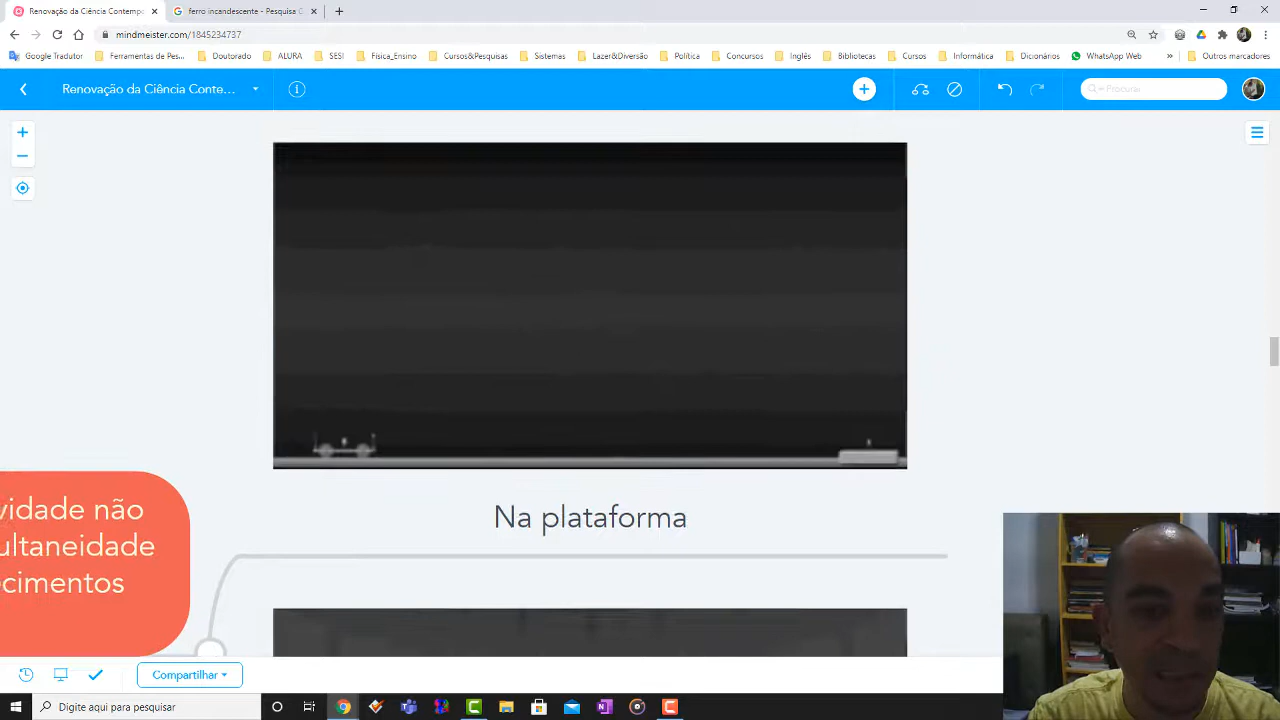 Renovação da Ciência Contemp
ferro incandescente - Pesquisa G
mindmeister.com/1845234737
Google Tradutor
Ferramentas de Pes...
Doutorado
ALURA
SESI
Física_Ensino
Cursos&Pesquisas
Sistemas
Lazer&Diversão
Política
Concursos
Inglês
Bibliotecas
Cursos
Informática
Dicionários
WhatsApp Web
»
Outros marcadores
Renovação da Ciência Conte...
Procurar
Na plataforma
vidade não
ultaneidade
ecimentos
Compartilhar
Digite aqui para pesquisar